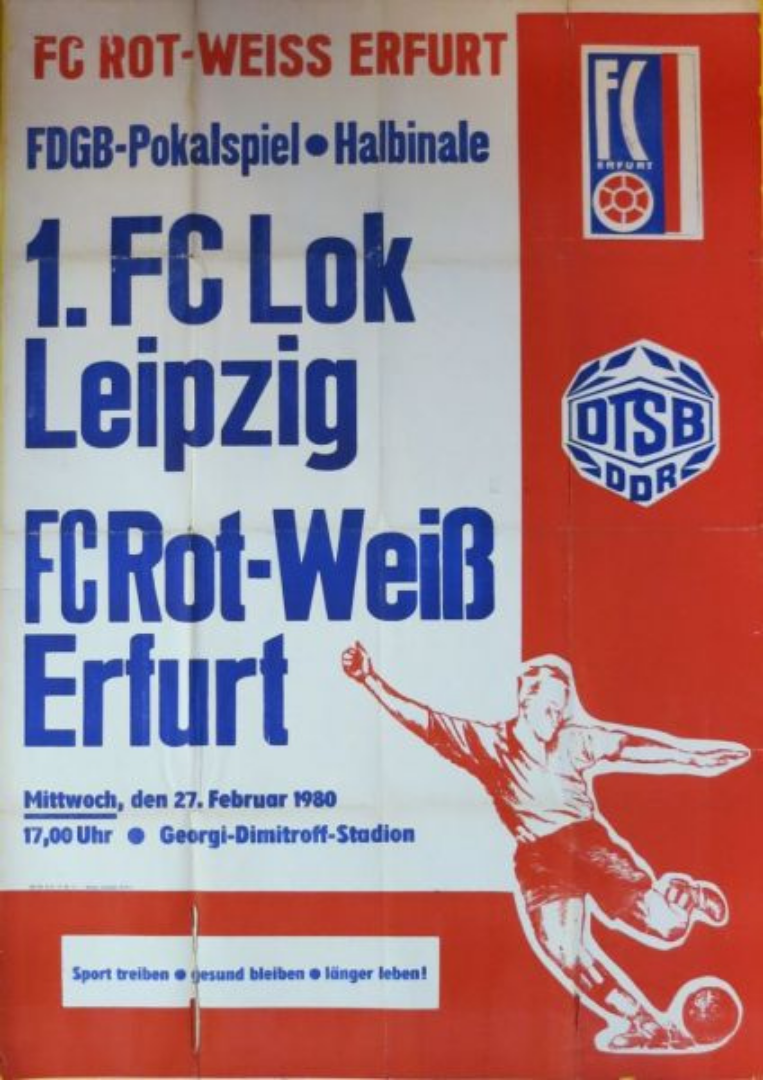 FC ROT-WEISS ERFURT
FDGB-Pokalspiel • Halbinale
1. FC Lok
Leipzig
FC Rot-Weiß
Erfurt
Mittwoch, den 27. Februar 1980
17,00 Uhr • Georgi-Dimitroff-Stadion
Sport treiben • gesund bleiben • länger leben!
FC
ERFURT
DTSB
DDR